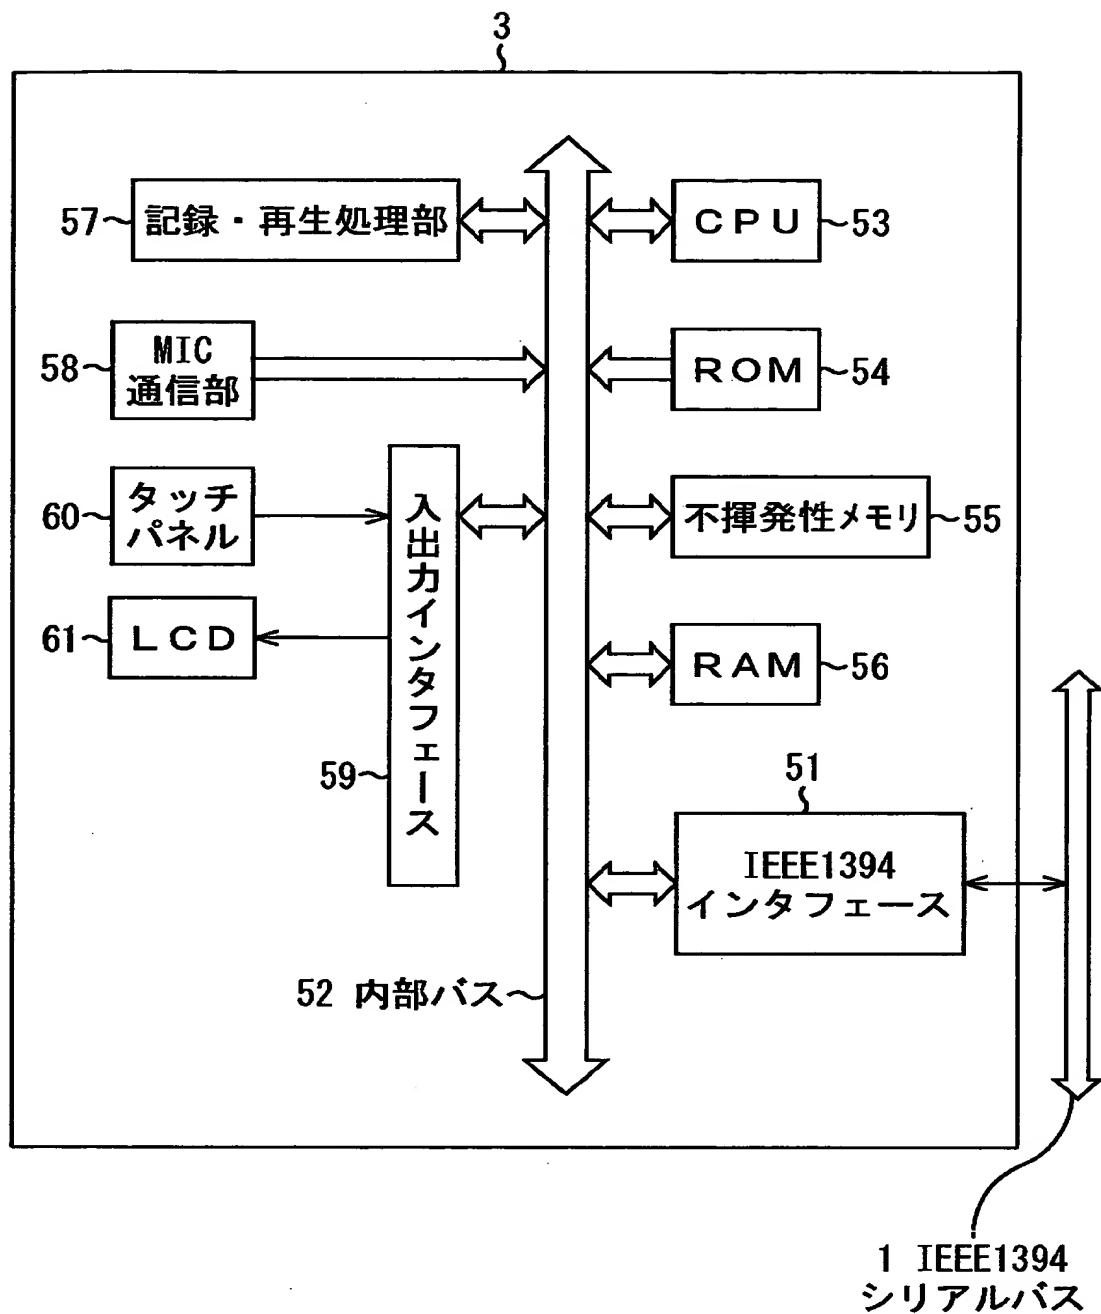 3
57 記録・再生処理部
CPU 53
58 MIC
通信部
ROM 54
60 タッチ
パネル
入出力インタフェース
59
不揮発性メモリ 55
61 LCD
RAM 56
51
IEEE1394
インタフェース
52 内部バス
1 IEEE1394
シリアルバス